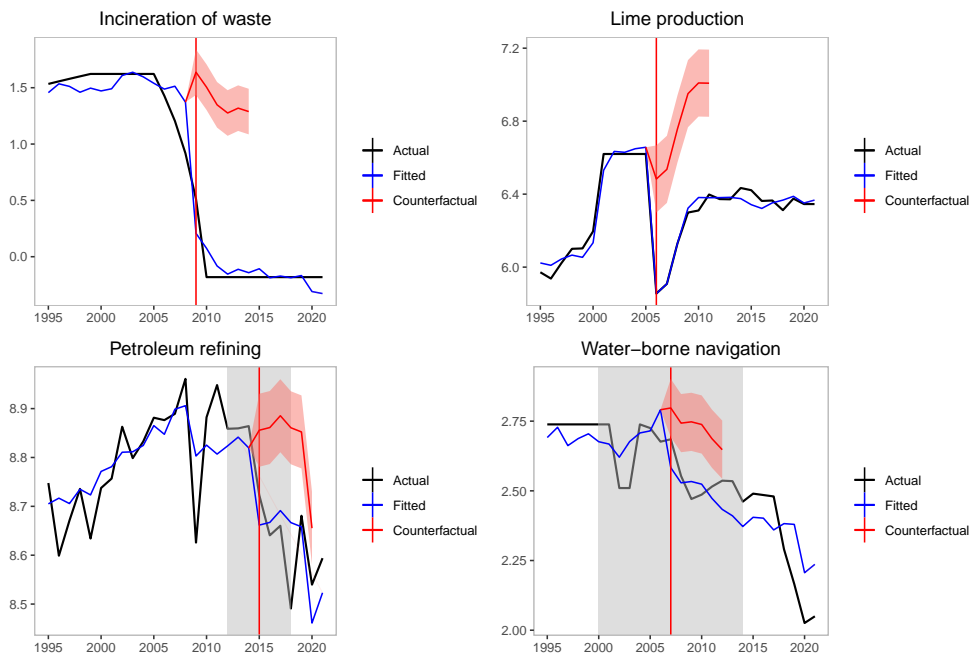 Incineration of waste
1.5
1.0
0.5
0.0
1995 2000 2005 2010 2015 2020
Actual
Fitted
Counterfactual
Lime production
7.2
6.8
6.4
6.0
1995 2000 2005 2010 2015 2020
Actual
Fitted
Counterfactual
Petroleum refining
8.9
8.8
8.7
8.6
8.5
1995 2000 2005 2010 2015 2020
Actual
Fitted
Counterfactual
Water−borne navigation
2.75
2.50
2.25
2.00
1995 2000 2005 2010 2015 2020
Actual
Fitted
Counterfactual